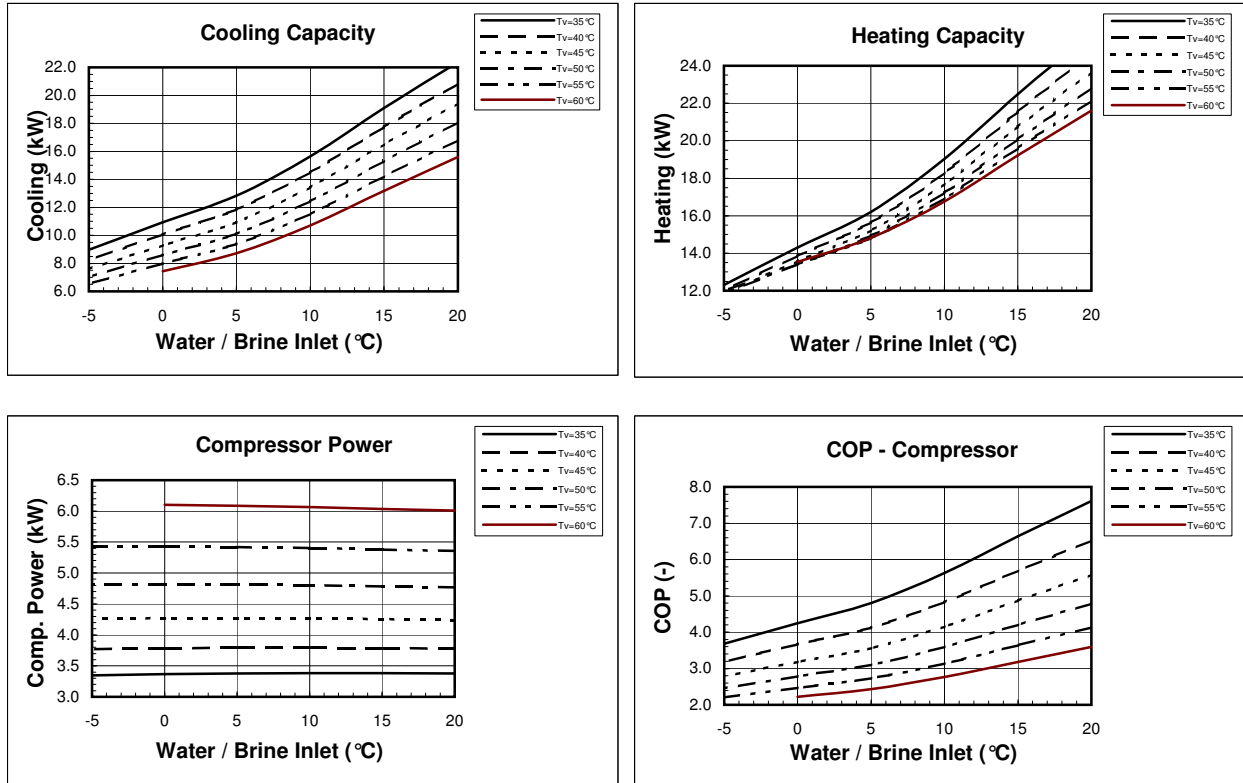 Cooling Capacity
Tv=35°C
Tv=40°C
Tv=45°C
Tv=50°C
Tv=55°C
Tv=60°C
Cooling (kW)
22.0
20.0
18.0
16.0
14.0
12.0
10.0
8.0
6.0
-5 0 5 10 15 20
Water / Brine Inlet (°C)
Heating Capacity
Tv=35°C
Tv=40°C
Tv=45°C
Tv=50°C
Tv=55°C
Tv=60°C
Heating (kW)
24.0
22.0
20.0
18.0
16.0
14.0
12.0
-5 0 5 10 15 20
Water / Brine Inlet (°C)
Compressor Power
Tv=35°C
Tv=40°C
Tv=45°C
Tv=50°C
Tv=55°C
Tv=60°C
Comp. Power (kW)
6.5
6.0
5.5
5.0
4.5
4.0
3.5
3.0
-5 0 5 10 15 20
Water / Brine Inlet (°C)
COP - Compressor
Tv=35°C
Tv=40°C
Tv=45°C
Tv=50°C
Tv=55°C
Tv=60°C
COP (-)
8.0
7.0
6.0
5.0
4.0
3.0
2.0
-5 0 5 10 15 20
Water / Brine Inlet (°C)